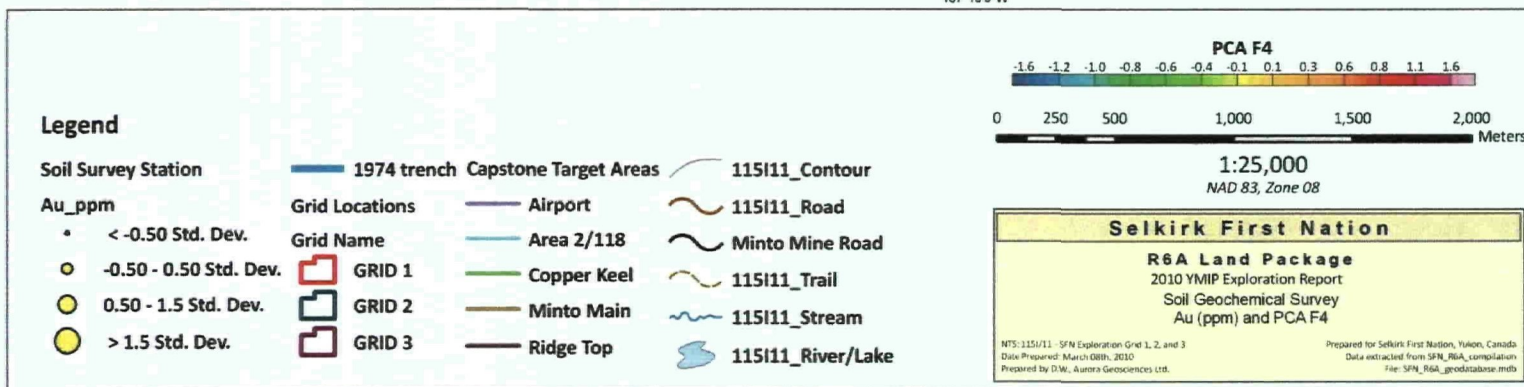 PCA F4
-1.6 -1.2 -1.0 -0.8 -0.6 -0.4 -0.1 0.1 0.3 0.6 0.8 1.1 1.6
0 250 500 1,000 1,500 2,000
Meters
1:25,000
NAD 83, Zone 08
Legend
Soil Survey Station
Au_ppm
< -0.50 Std. Dev.
-0.50 - 0.50 Std. Dev.
0.50 - 1.5 Std. Dev.
> 1.5 Std. Dev.
1974 trench
Grid Locations
Grid Name
GRID 1
GRID 2
GRID 3
Capstone Target Areas
Airport
Area 2/118
Copper Keel
Minto Main
Ridge Top
115I11_Contour
115I11_Road
Minto Mine Road
115I11_Trail
115I11_Stream
115I11_River/Lake
Selkirk First Nation
R6A Land Package
2010 YMIP Exploration Report
Soil Geochemical Survey
Au (ppm) and PCA F4
NTS: 115I/11 - SFN Exploration Grid 1, 2, and 3
Date Prepared: March 08th, 2010
Prepared by D.W., Aurora Geosciences Ltd.
Prepared for Selkirk First Nation, Yukon, Canada
Data extracted from SFN_R6A_compilation
File: SFN_R6A_geodatabase.mdb